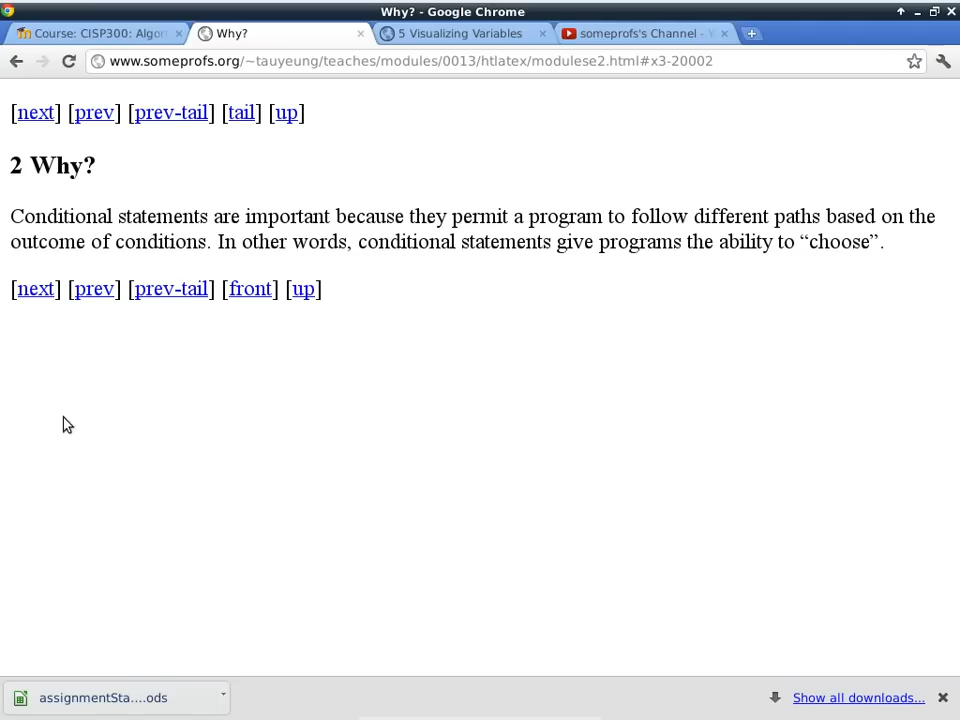 Why? - Google Chrome
Course: CISP300: Algor
Why?
5 Visualizing Variables
someprofs's Channel -
www.someprofs.org/~tauyeung/teaches/modules/0013/htlatex/modulese2.html#x3-20002
[next] [prev] [prev-tail] [tail] [up]
2 Why?
Conditional statements are important because they permit a program to follow different paths based on the
outcome of conditions. In other words, conditional statements give programs the ability to “choose”.
[next] [prev] [prev-tail] [front] [up]
assignmentSta....ods
Show all downloads...